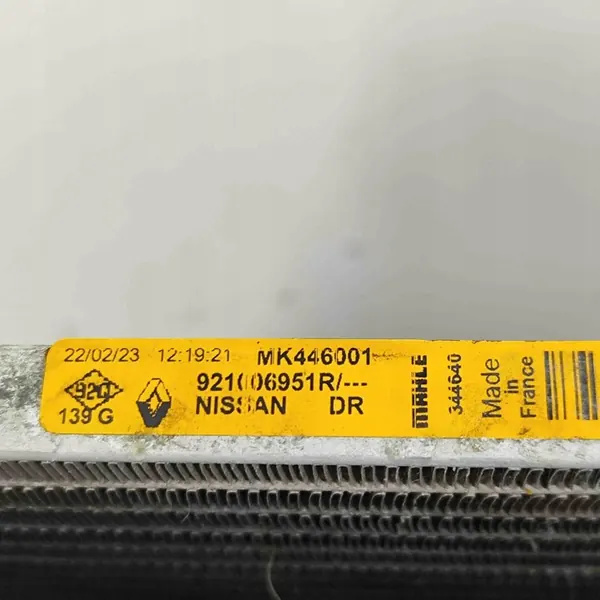 22/02/23 12:19:21 MK446001
921006951R/---
NISSAN DR
920
139 G
MAHLE
344640
Made
in
France